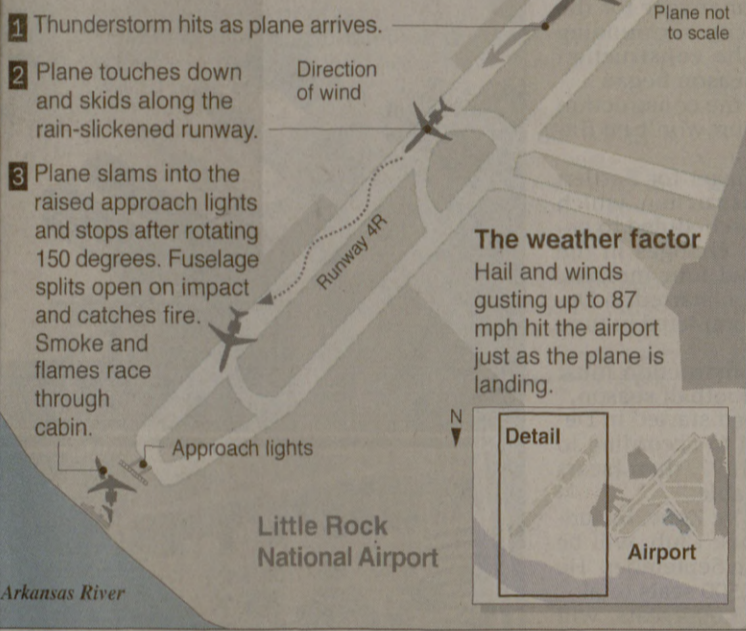 1 Thunderstorm hits as plane arrives.
Plane not
to scale
2 Plane touches down
and skids along the
rain-slickened runway.
Direction
of wind
3 Plane slams into the
raised approach lights
and stops after rotating
150 degrees. Fuselage
splits open on impact
and catches fire.
Smoke and
flames race
through
cabin.
Runway 4R
The weather factor
Hail and winds
gusting up to 87
mph hit the airport
just as the plane is
landing.
Approach lights
Little Rock
National Airport
Arkansas River
N
Detail
Airport